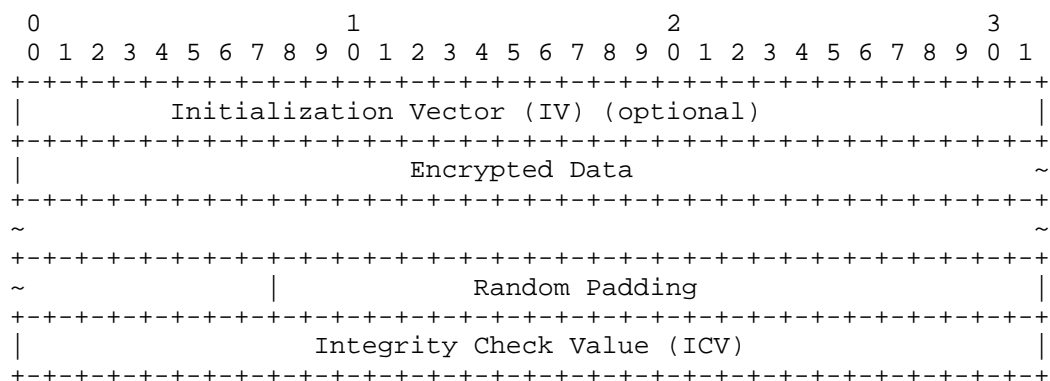 0                   1                   2                   3
 0 1 2 3 4 5 6 7 8 9 0 1 2 3 4 5 6 7 8 9 0 1 2 3 4 5 6 7 8 9 0 1
+-+-+-+-+-+-+-+-+-+-+-+-+-+-+-+-+-+-+-+-+-+-+-+-+-+-+-+-+-+-+-+-+
|         Initialization Vector (IV) (optional)                 |
+-+-+-+-+-+-+-+-+-+-+-+-+-+-+-+-+-+-+-+-+-+-+-+-+-+-+-+-+-+-+-+-+
|                        Encrypted Data                         ~
+-+-+-+-+-+-+-+-+-+-+-+-+-+-+-+-+-+-+-+-+-+-+-+-+-+-+-+-+-+-+-+-+
~                                                               ~
+-+-+-+-+-+-+-+-+-+-+-+-+-+-+-+-+-+-+-+-+-+-+-+-+-+-+-+-+-+-+-+-+
~               |            Random Padding                     |
+-+-+-+-+-+-+-+-+-+-+-+-+-+-+-+-+-+-+-+-+-+-+-+-+-+-+-+-+-+-+-+-+
|                  Integrity Check Value (ICV)                  |
+-+-+-+-+-+-+-+-+-+-+-+-+-+-+-+-+-+-+-+-+-+-+-+-+-+-+-+-+-+-+-+-+